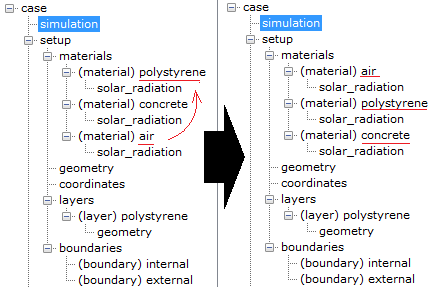 case
simulation
setup
materials
(material) polystyrene
solar_radiation
(material) concrete
solar_radiation
(material) air
solar_radiation
geometry
coordinates
layers
(layer) polystyrene
geometry
boundaries
(boundary) internal
(boundary) external
case
simulation
setup
materials
(material) air
solar_radiation
(material) polystyrene
solar_radiation
(material) concrete
solar_radiation
geometry
coordinates
layers
(layer) polystyrene
geometry
boundaries
(boundary) internal
(boundary) external